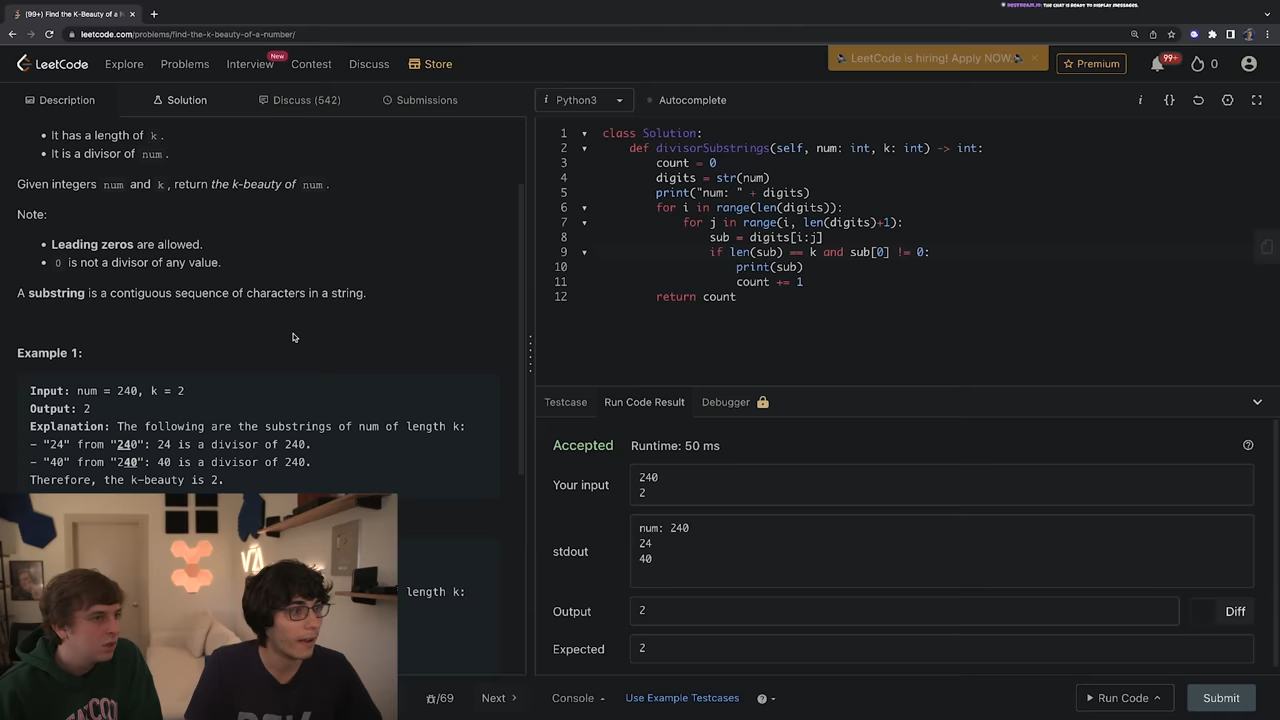 (99+) Find the K-Beauty of a N
RESTREAM.IO: THE CHAT IS READY TO DISPLAY MESSAGES.
leetcode.com/problems/find-the-k-beauty-of-a-number/
LeetCode Explore Problems Interview New Contest Discuss Store
LeetCode is hiring! Apply NOW. × Premium 99+ 0
Description Solution Discuss (542) Submissions
i Python3 Autocomplete
• It has a length of k.
• It is a divisor of num.
Given integers num and k, return the k-beauty of num.
Note:
• Leading zeros are allowed.
• 0 is not a divisor of any value.
A substring is a contiguous sequence of characters in a string.
Example 1:
Input: num = 240, k = 2
Output: 2
Explanation: The following are the substrings of num of length k:
- "24" from "240": 24 is a divisor of 240.
- "40" from "240": 40 is a divisor of 240.
Therefore, the k-beauty is 2.
length k:
/69 Next >
1 class Solution:
2 def divisorSubstrings(self, num: int, k: int) -> int:
3 count = 0
4 digits = str(num)
5 print("num: " + digits)
6 for i in range(len(digits)):
7 for j in range(i, len(digits)+1):
8 sub = digits[i:j]
9 if len(sub) == k and sub[0] != 0:
10 print(sub)
11 count += 1
12 return count
Testcase Run Code Result Debugger
Accepted Runtime: 50 ms
Your input
240
2
stdout
num: 240
24
40
Output 2 Diff
Expected 2
Console Use Example Testcases Run Code Submit